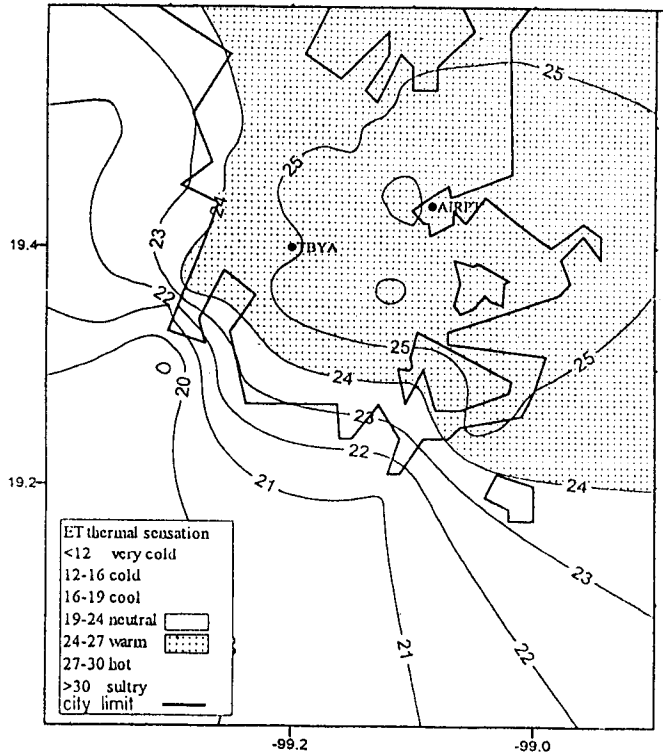 25
25
24
AIRPT
TBYA
19.4
23
22
25
25
20
24
23
22
24
19.2
21
23
ET thermal sensation
<12 very cold
12-16 cold
16-19 cool
19-24 neutral
24-27 warm
27-30 hot
>30 sultry
city limit
21
22
-99.2
-99.0